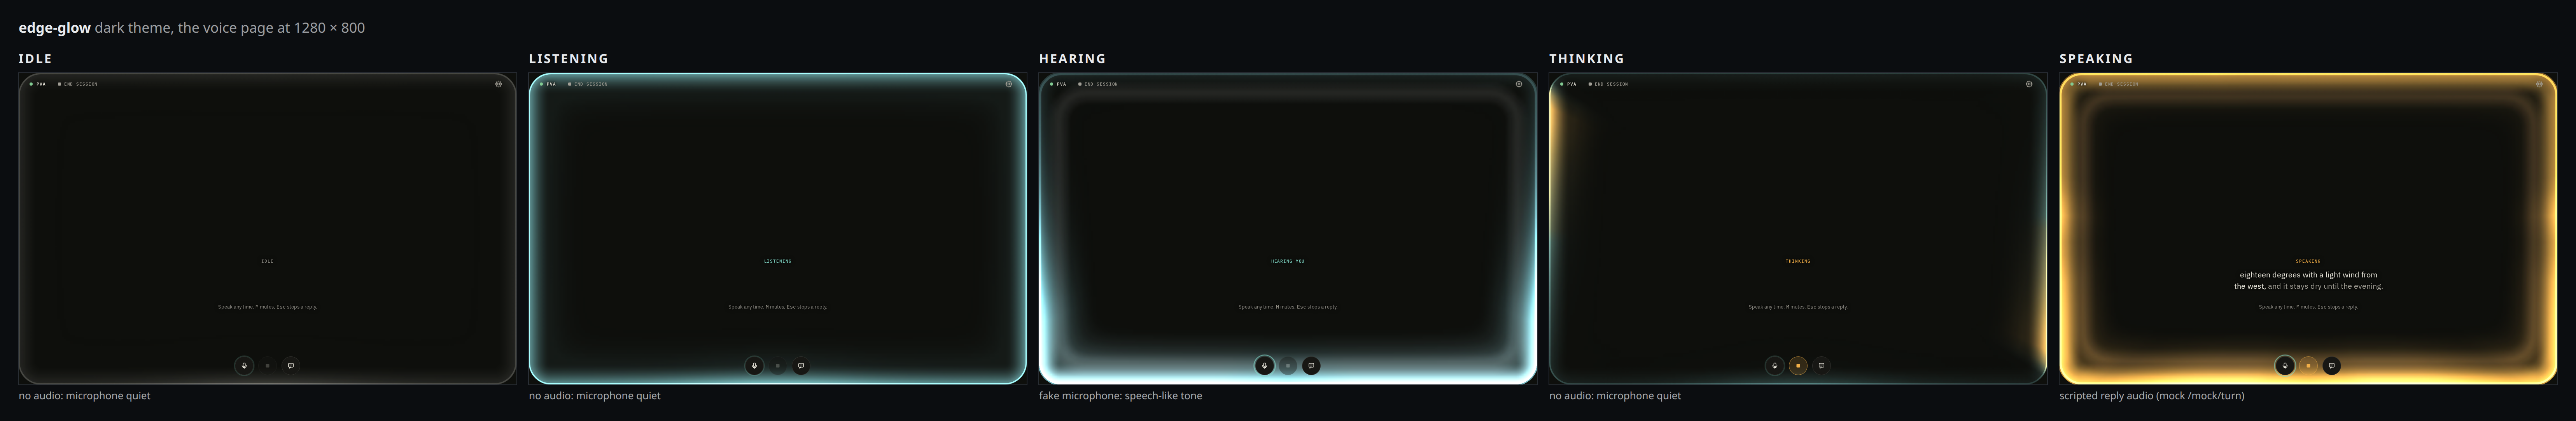 edge-glow dark theme, the voice page at 1280 × 800
IDLE
PVA END SESSION
IDLE
Speak any time. M mutes, Esc stops a reply.
no audio: microphone quiet
LISTENING
PVA END SESSION
LISTENING
Speak any time. M mutes, Esc stops a reply.
no audio: microphone quiet
HEARING
PVA END SESSION
HEARING YOU
Speak any time. M mutes, Esc stops a reply.
fake microphone: speech-like tone
THINKING
PVA END SESSION
THINKING
Speak any time. M mutes, Esc stops a reply.
no audio: microphone quiet
SPEAKING
PVA END SESSION
SPEAKING
eighteen degrees with a light wind from
the west, and it stays dry until the evening.
Speak any time. M mutes, Esc stops a reply.
scripted reply audio (mock /mock/turn)